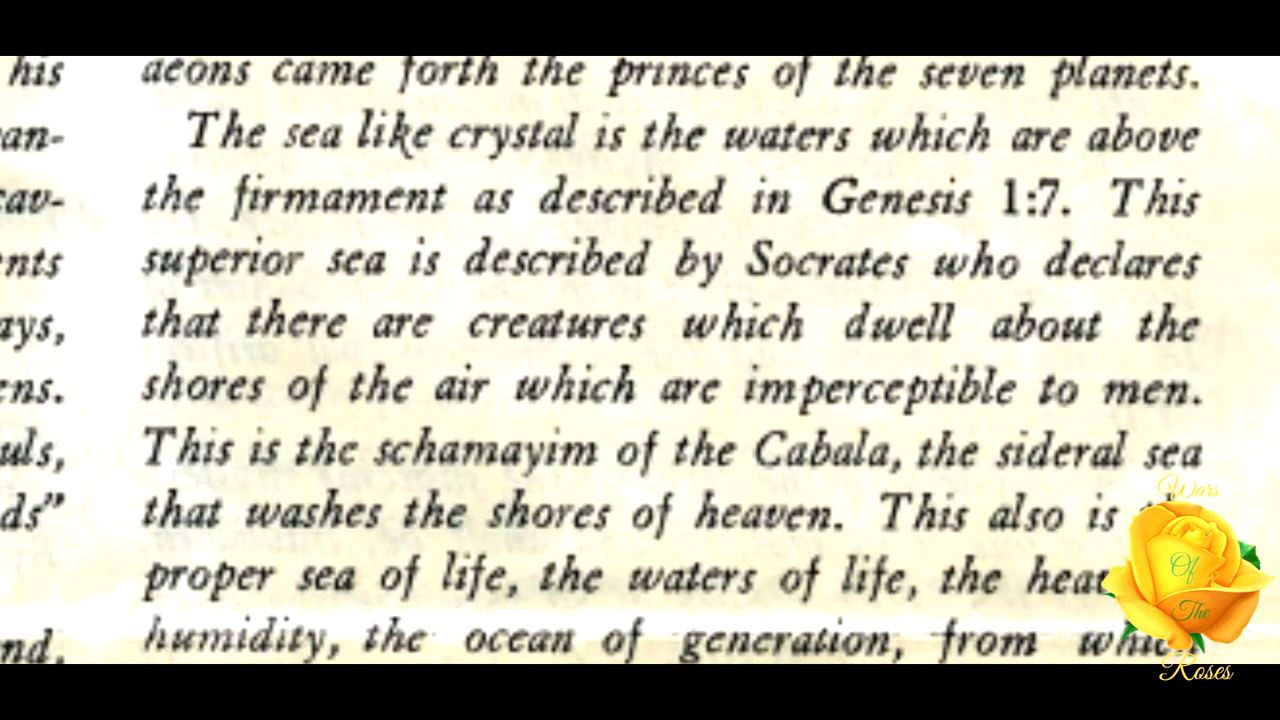 his
an-
cav-
ents
ays,
ens.
uls,
ds”
nd,
aeons came forth the princes of the seven planets.
The sea like crystal is the waters which are above
the firmament as described in Genesis 1:7. This
superior sea is described by Socrates who declares
that there are creatures which dwell about the
shores of the air which are imperceptible to men.
This is the schamayim of the Cabala, the sideral sea
that washes the shores of heaven. This also is
proper sea of life, the waters of life, the
humidity, the ocean of generation, from which
Wars
Of
The
Roses